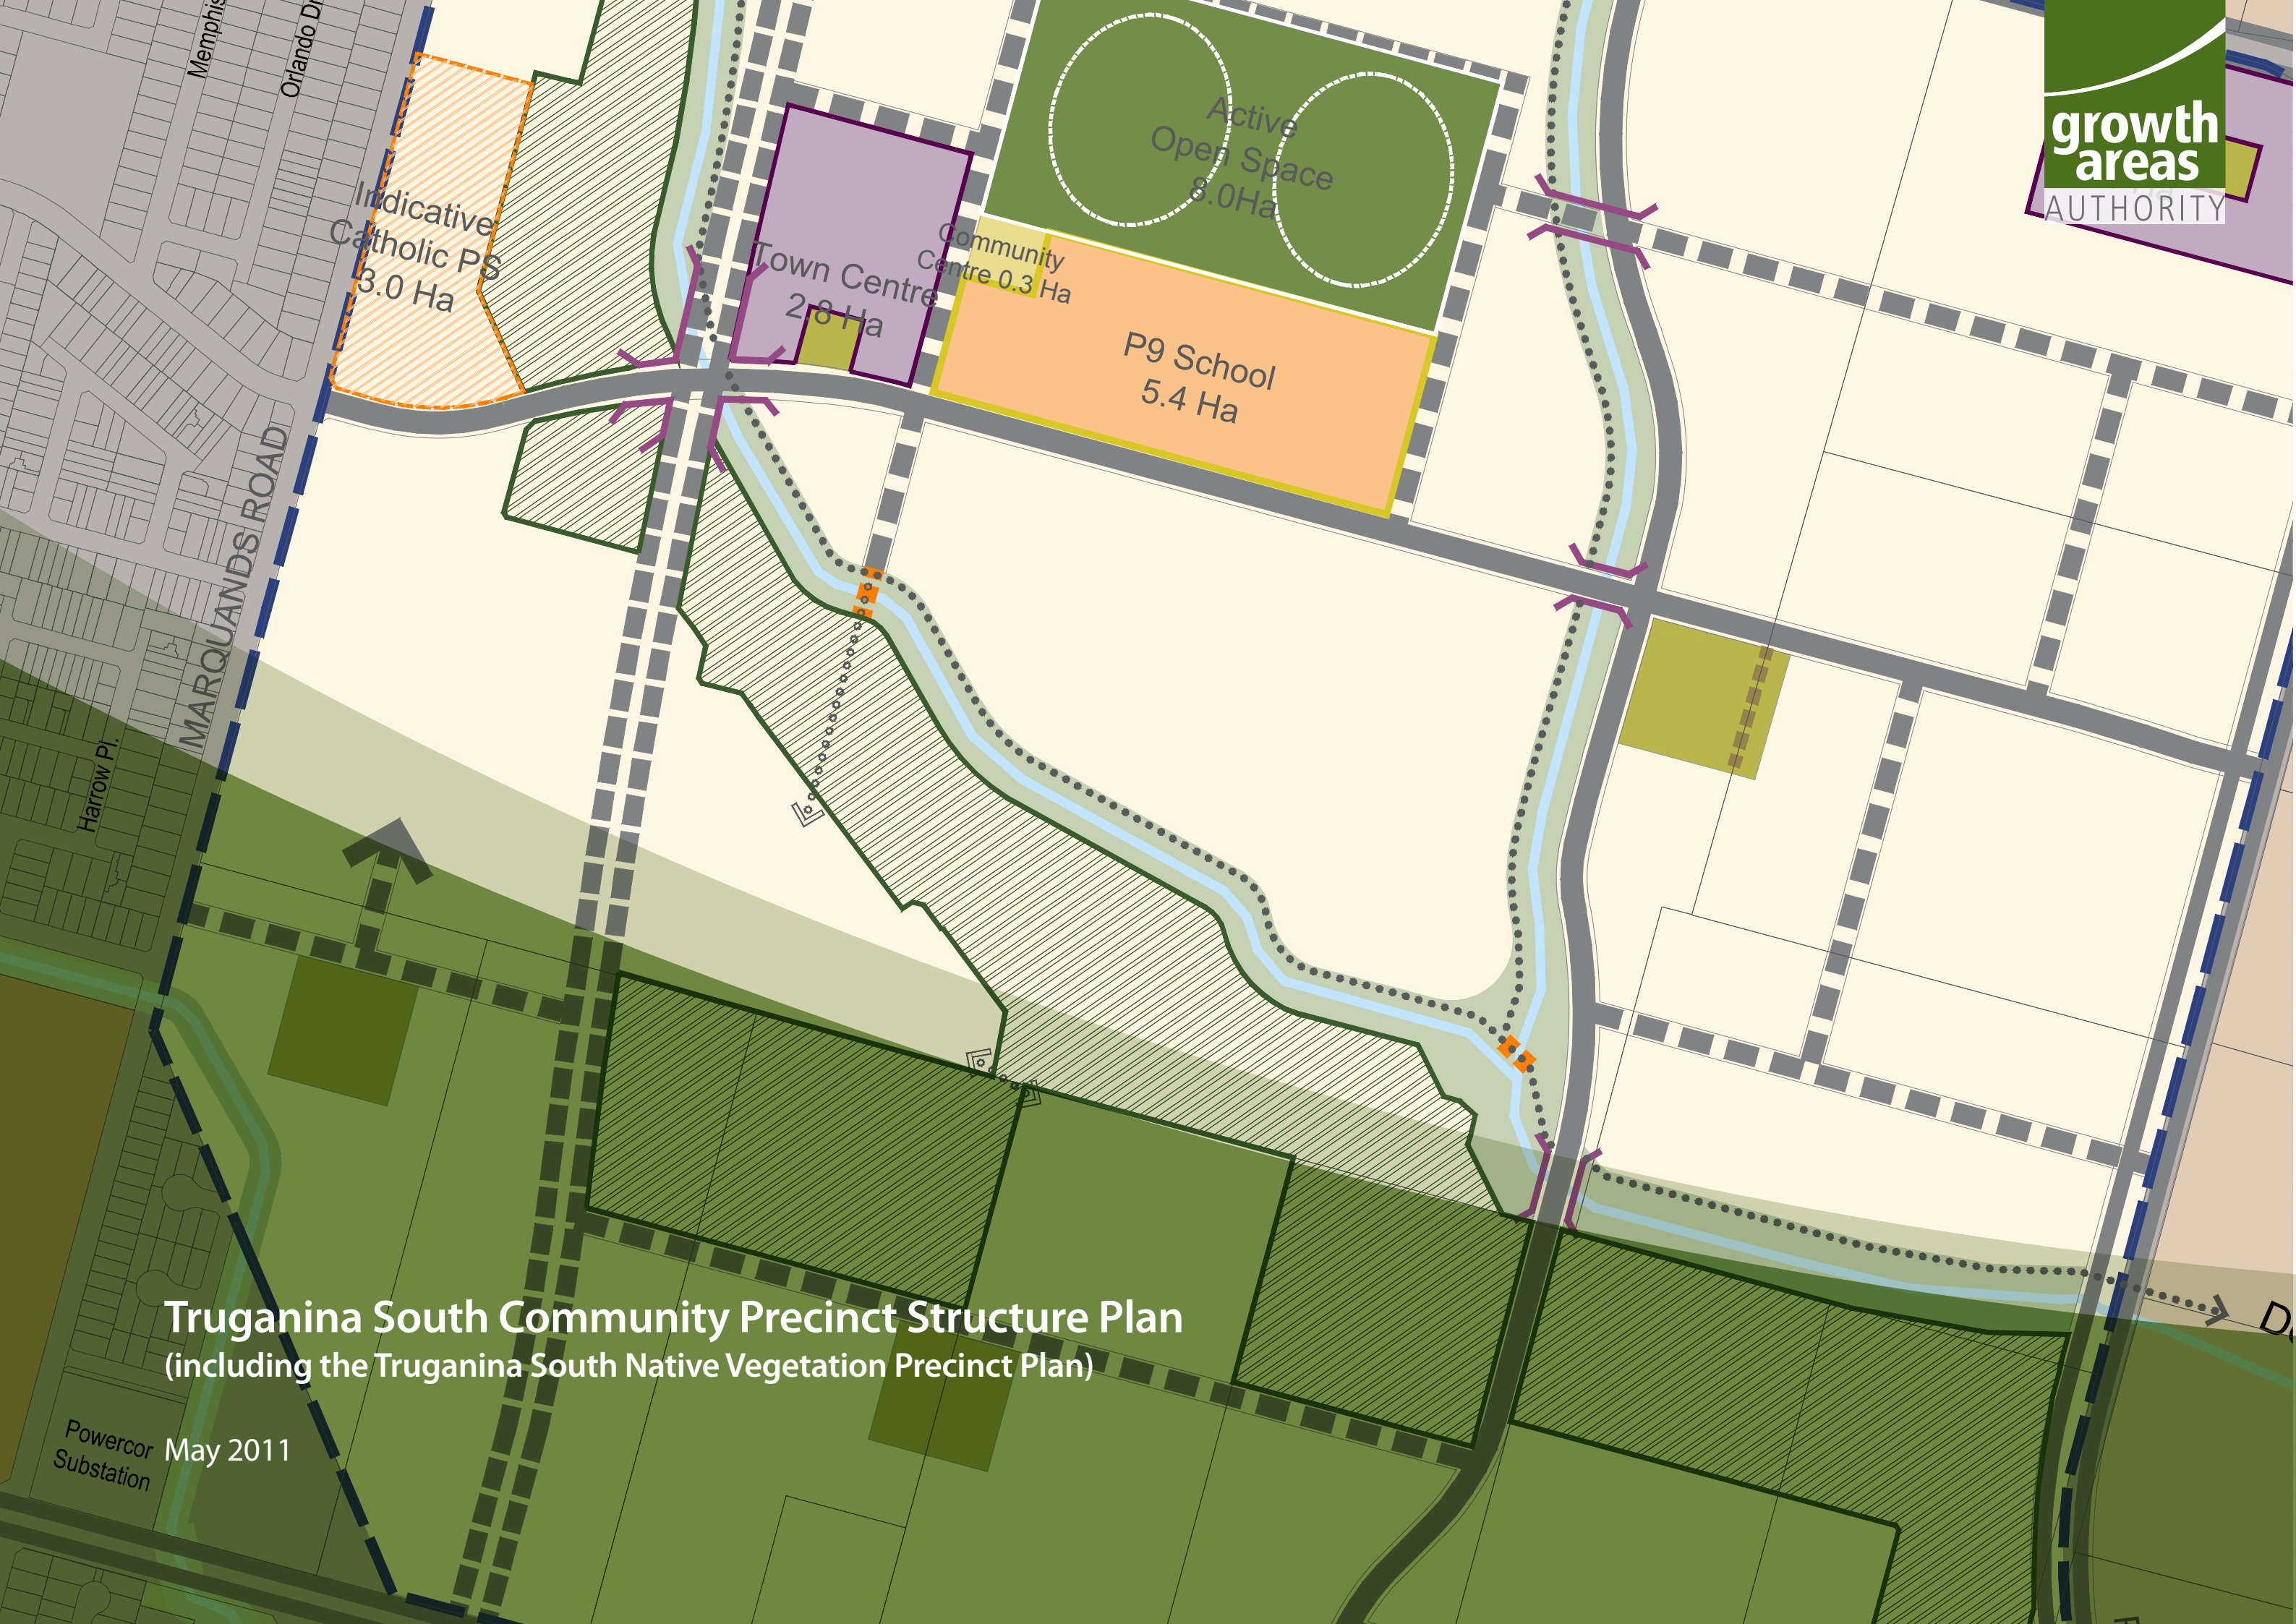 Memphis
Orlando Dr
growth
areas
AUTHORITY
Active
Open Space
8.0Ha
Indicative
Catholic PS
3.0 Ha
Community
Centre 0.3 Ha
Town Centre
2.8 Ha
P9 School
5.4 Ha
MARQUANDS ROAD
Harrow Pl.
Truganina South Community Precinct Structure Plan
(including the Truganina South Native Vegetation Precinct Plan)
May 2011
Powercor
Substation